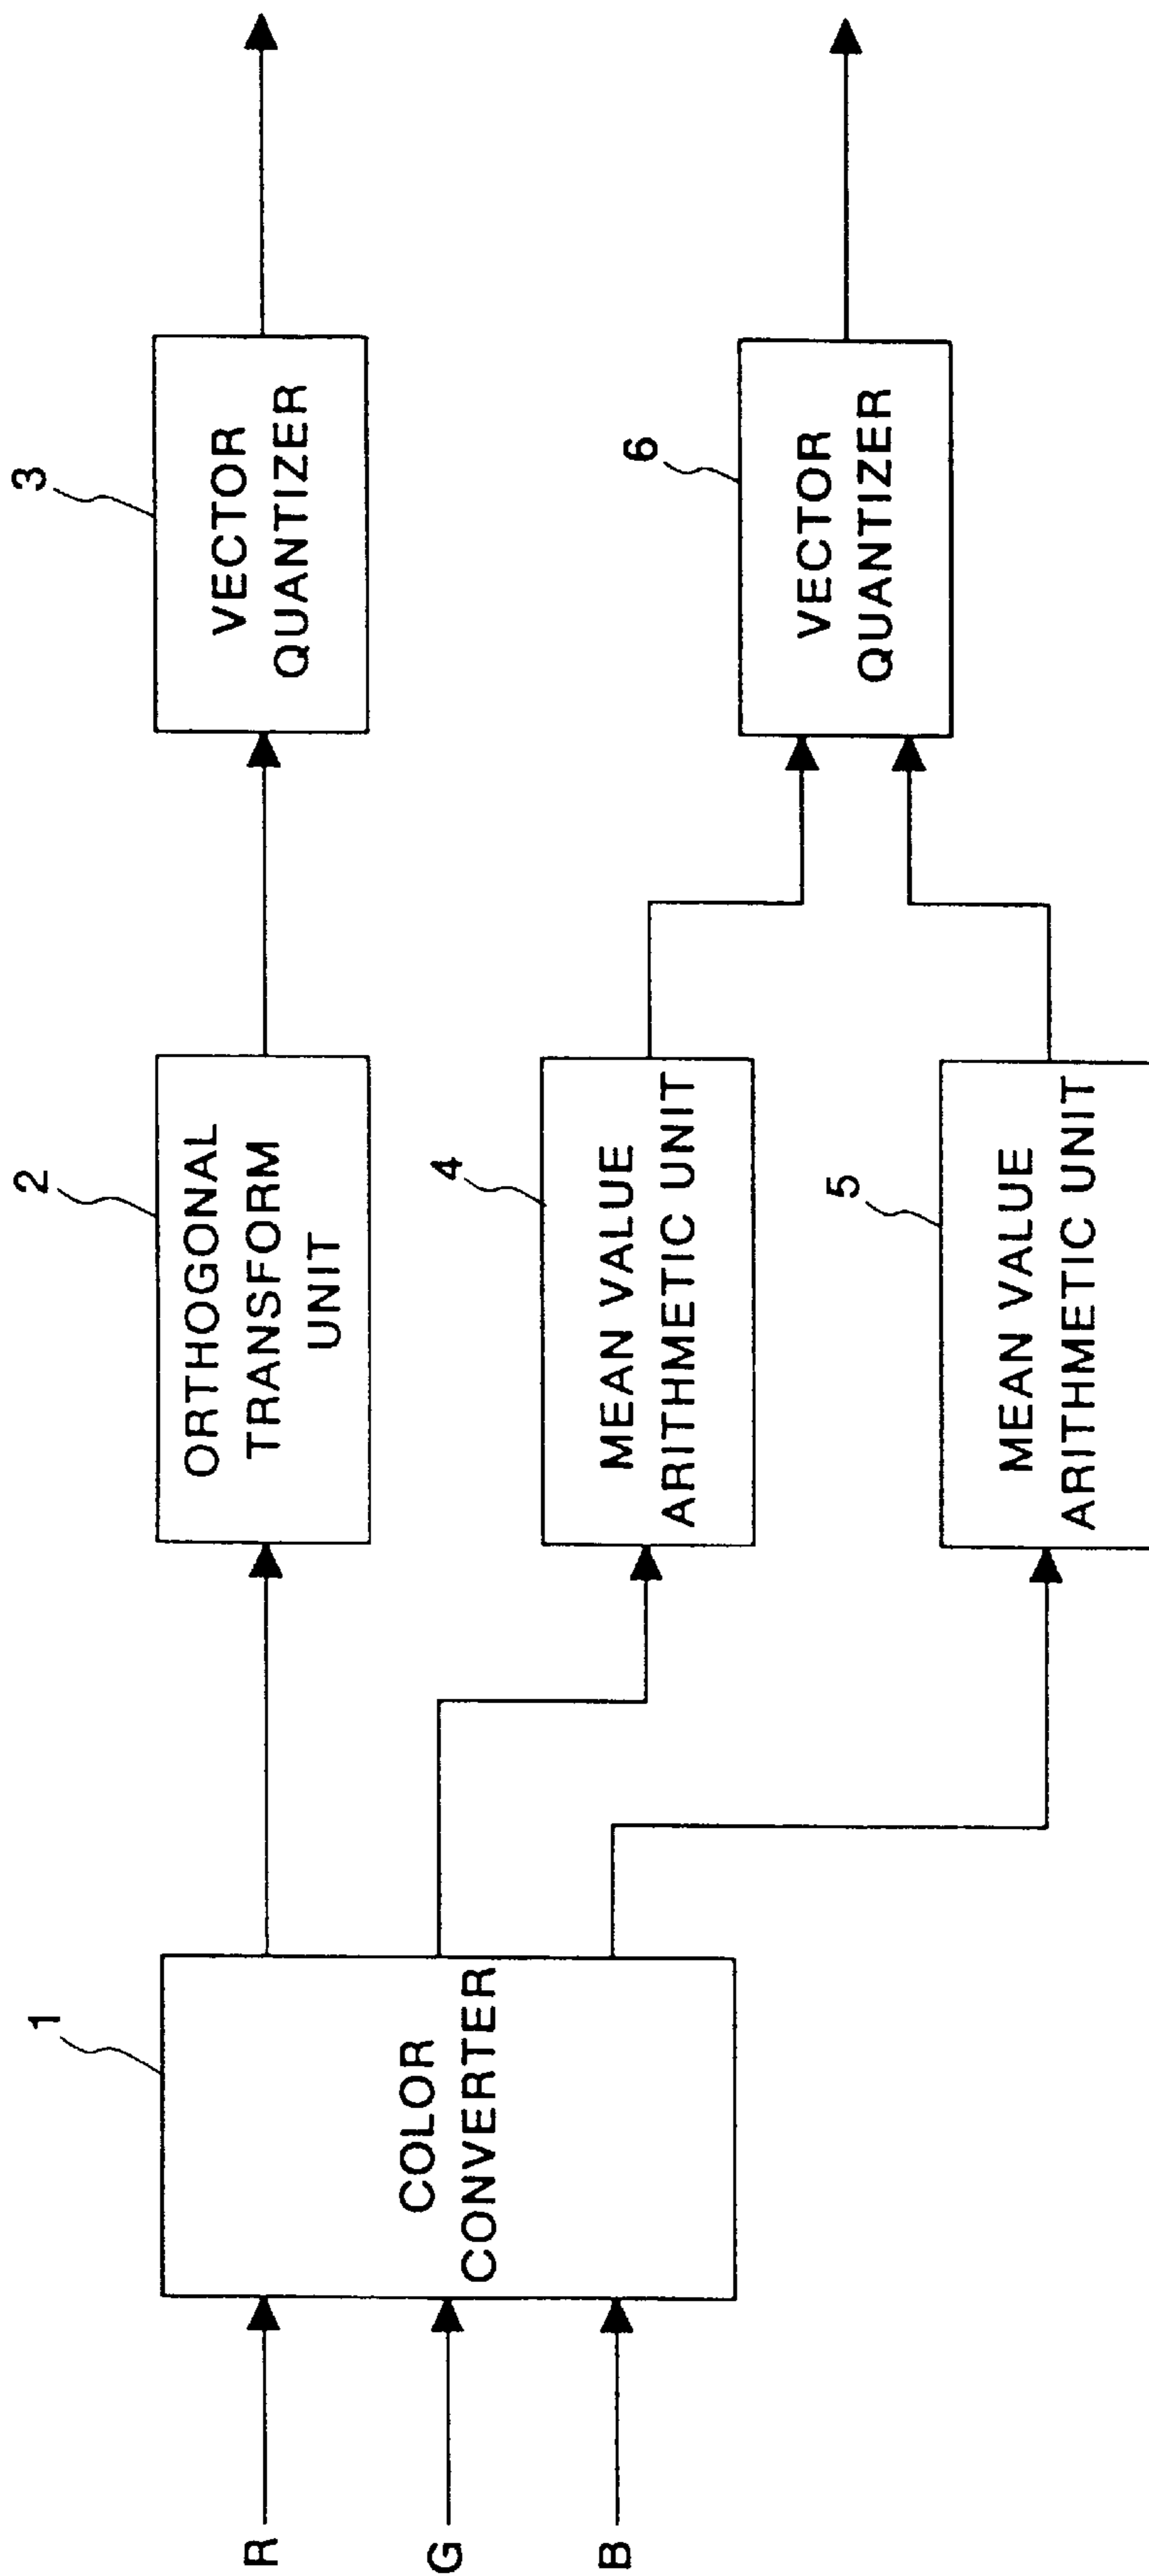 R
G
B
1
COLOR
CONVERTER
2
ORTHOGONAL
TRANSFORM
UNIT
3
VECTOR
QUANTIZER
4
MEAN VALUE
ARITHMETIC UNIT
5
MEAN VALUE
ARITHMETIC UNIT
6
VECTOR
QUANTIZER